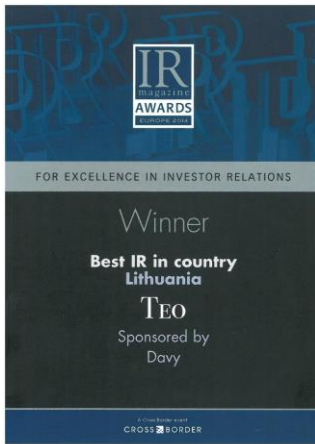 IR
magazine
AWARDS
EUROPE 2014
FOR EXCELLENCE IN INVESTOR RELATIONS
Winner
Best IR in country
Lithuania
TEO
Sponsored by
Davy
A Cross Border event
CROSS BORDER